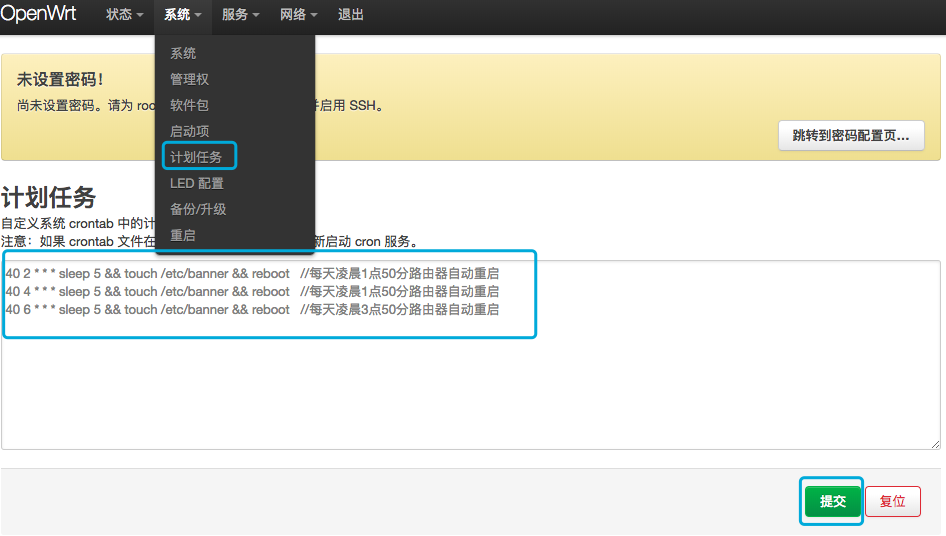 OpenWrt 状态 系统 服务 网络 退出
系统
管理权
软件包
启动项
计划任务
LED 配置
备份/升级
重启
未设置密码！
尚未设置密码。请为 roo 启用 SSH。
跳转到密码配置页...
计划任务
自定义系统 crontab 中的计
注意：如果 crontab 文件在 新启动 cron 服务。
40 2 * * * sleep 5 && touch /etc/banner && reboot //每天凌晨1点50分路由器自动重启
40 4 * * * sleep 5 && touch /etc/banner && reboot //每天凌晨1点50分路由器自动重启
40 6 * * * sleep 5 && touch /etc/banner && reboot //每天凌晨3点50分路由器自动重启
提交 复位